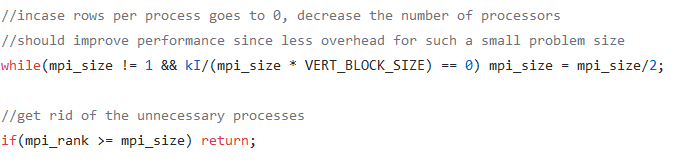 //incase rows per process goes to 0, decrease the number of processors
//should improve performance since less overhead for such a small problem size
while(mpi_size != 1 && kI/(mpi_size * VERT_BLOCK_SIZE) == 0) mpi_size = mpi_size/2;
//get rid of the unnecessary processes
if(mpi_rank >= mpi_size) return;